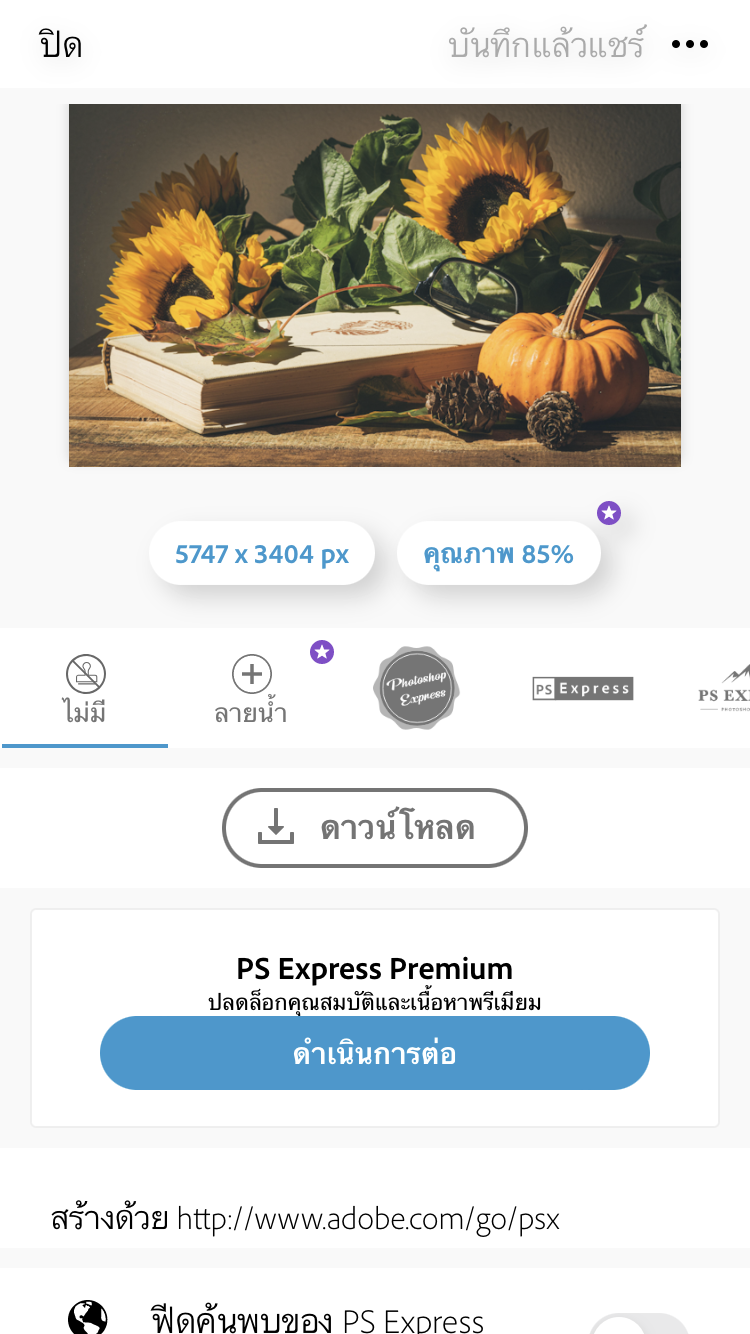 ปิด
บันทึกแล้วแชร์
5747 x 3404 px
คุณภาพ 85%
ไม่มี
ลายน้ำ
Photoshop
Express
PS Express
ดาวน์โหลด
PS Express Premium
ปลดล็อกคุณสมบัติและเนื้อหาพรีเมียม
ดำเนินการต่อ
สร้างด้วย http://www.adobe.com/go/psx
ฟีดค้นพบของ PS Express